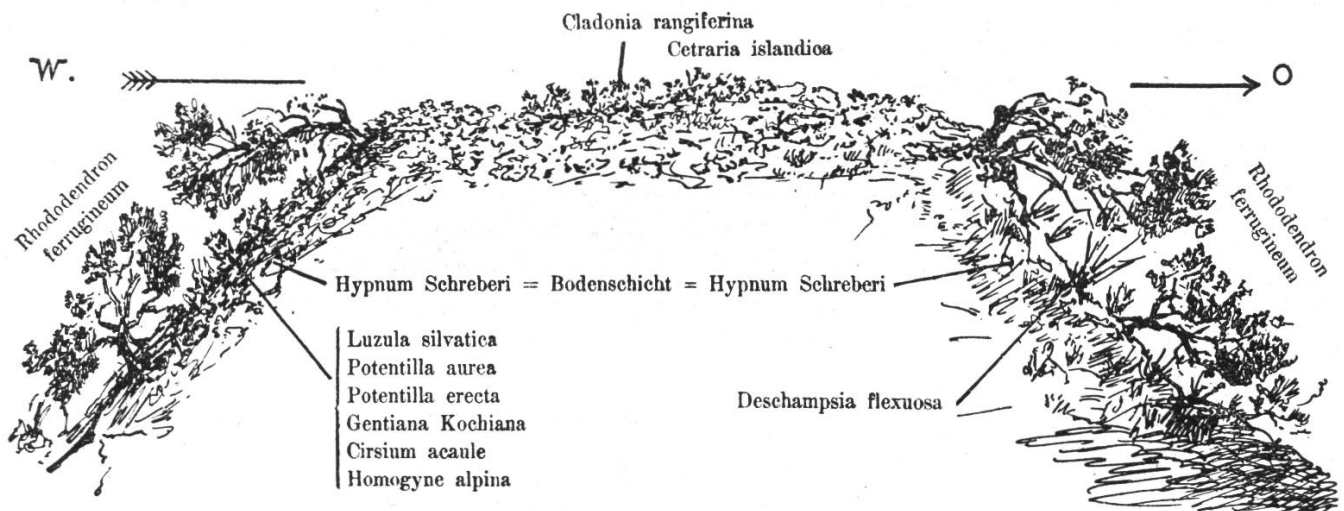 Cladonia rangiferina
Cetraria islandica
W.
O
Rhododendron
ferrugineum
Rhododendron
ferrugineum
Hypnum Schreberi = Bodenschicht = Hypnum Schreberi
Luzula silvatica
Potentilla aurea
Potentilla erecta
Gentiana Kochiana
Cirsium acaule
Homogyne alpina
Deschampsia flexuosa